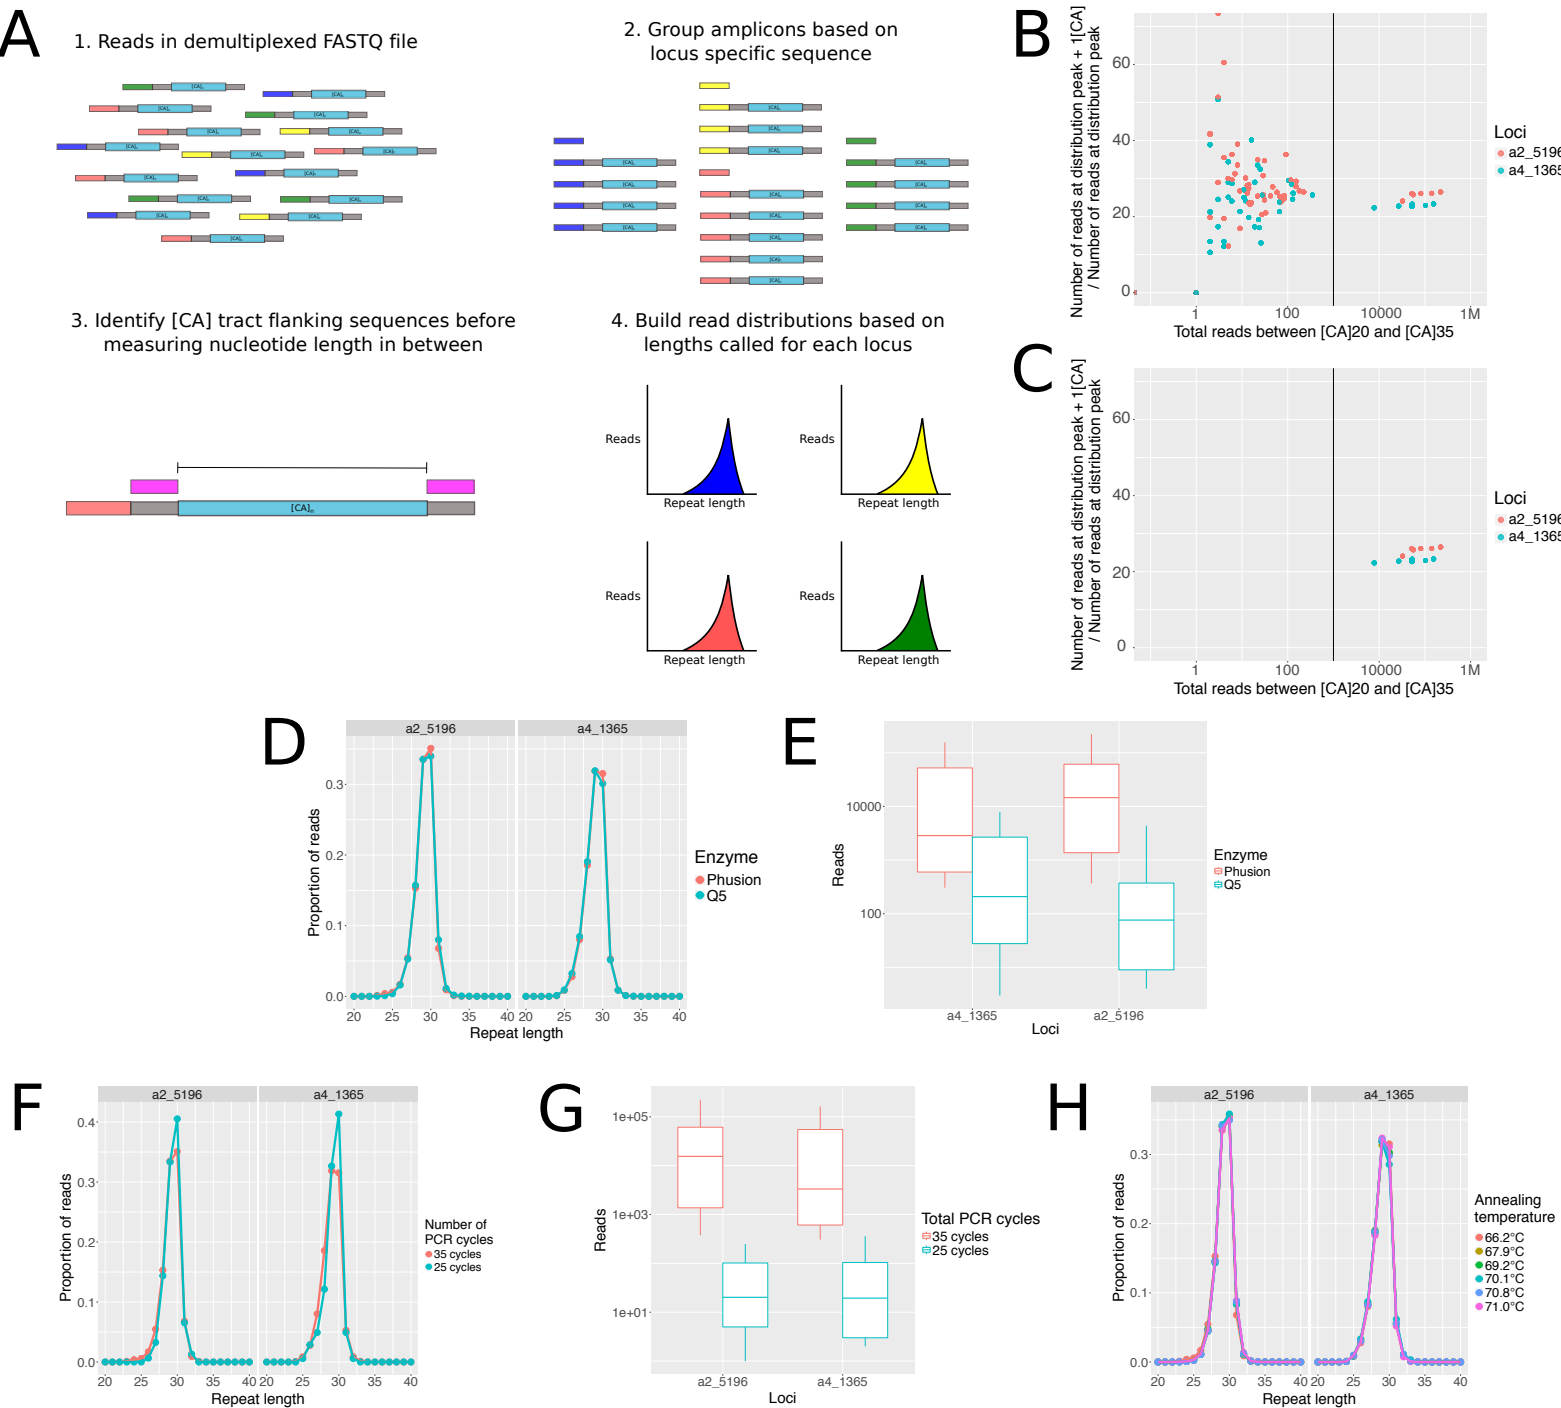 A
1. Reads in demultiplexed FASTQ file
2. Group amplicons based on
locus specific sequence
3. Identify [CA] tract flanking sequences before
measuring nucleotide length in between
[CA]n
4. Build read distributions based on
lengths called for each locus
Reads
Repeat length
Reads
Repeat length
Reads
Repeat length
Reads
Repeat length
B
Number of reads at distribution peak + 1[CA]
/ Number of reads at distribution peak
60
40
20
0
1
100
10000
1M
Total reads between [CA]20 and [CA]35
Loci
a2_5196
a4_1365
C
Number of reads at distribution peak + 1[CA]
/ Number of reads at distribution peak
60
40
20
0
1
100
10000
1M
Total reads between [CA]20 and [CA]35
Loci
a2_5196
a4_1365
D
a2_5196
a4_1365
Proportion of reads
0.3
0.2
0.1
0.0
20 25 30 35 40
20 25 30 35 40
Repeat length
Enzyme
Phusion
Q5
E
Reads
10000
100
a4_1365
a2_5196
Loci
Enzyme
Phusion
Q5
F
a2_5196
a4_1365
Proportion of reads
0.4
0.3
0.2
0.1
0.0
20 25 30 35 40
20 25 30 35 40
Repeat length
Number of
PCR cycles
35 cycles
25 cycles
G
Reads
1e+05
1e+03
1e+01
a2_5196
a4_1365
Loci
Total PCR cycles
35 cycles
25 cycles
H
a2_5196
a4_1365
Proportion of reads
0.3
0.2
0.1
0.0
20 25 30 35 40
20 25 30 35 40
Repeat length
Annealing
temperature
66.2°C
67.9°C
69.2°C
70.1°C
70.8°C
71.0°C